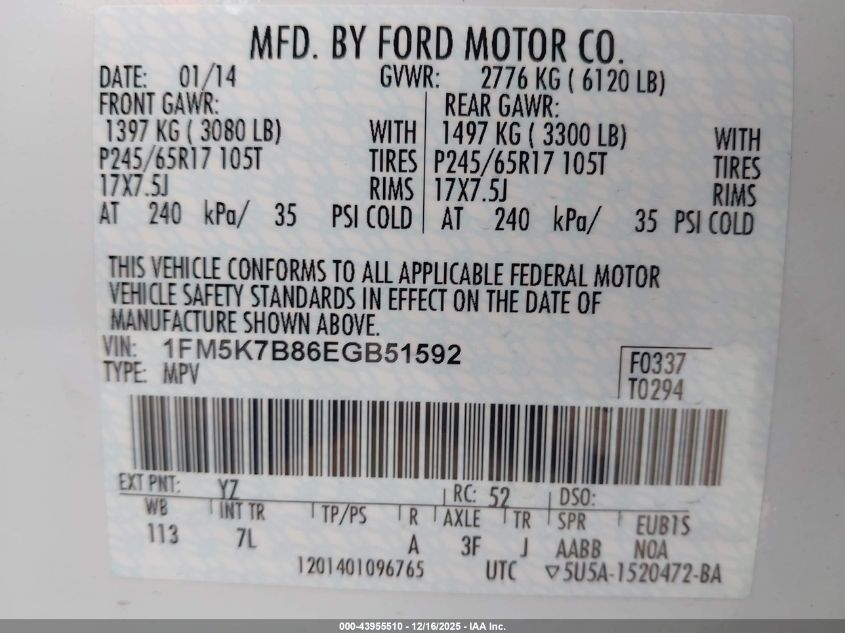 MFD. BY FORD MOTOR CO.
DATE: 01/14 GVWR: 2776 KG ( 6120 LB)
FRONT GAWR: REAR GAWR:
1397 KG ( 3080 LB) WITH 1497 KG ( 3300 LB) WITH
P245/65R17 105T TIRES P245/65R17 105T TIRES
17X7.5J RIMS 17X7.5J RIMS
AT 240 kPa/ 35 PSI COLD AT 240 kPa/ 35 PSI COLD
THIS VEHICLE CONFORMS TO ALL APPLICABLE FEDERAL MOTOR
VEHICLE SAFETY STANDARDS IN EFFECT ON THE DATE OF
MANUFACTURE SHOWN ABOVE.
VIN: 1FM5K7B86EGB51592 F0337
TYPE: MPV T0294
EXT PNT: YZ RC: 52 DSO:
WB INT TR TP/PS R AXLE TR SPR EUB1S
113 7L A 3F J AABB NOA
1201401096765 UTC ▽5U5A-1520472-BA
000-43955510 - 12/16/2025 - IAA Inc.